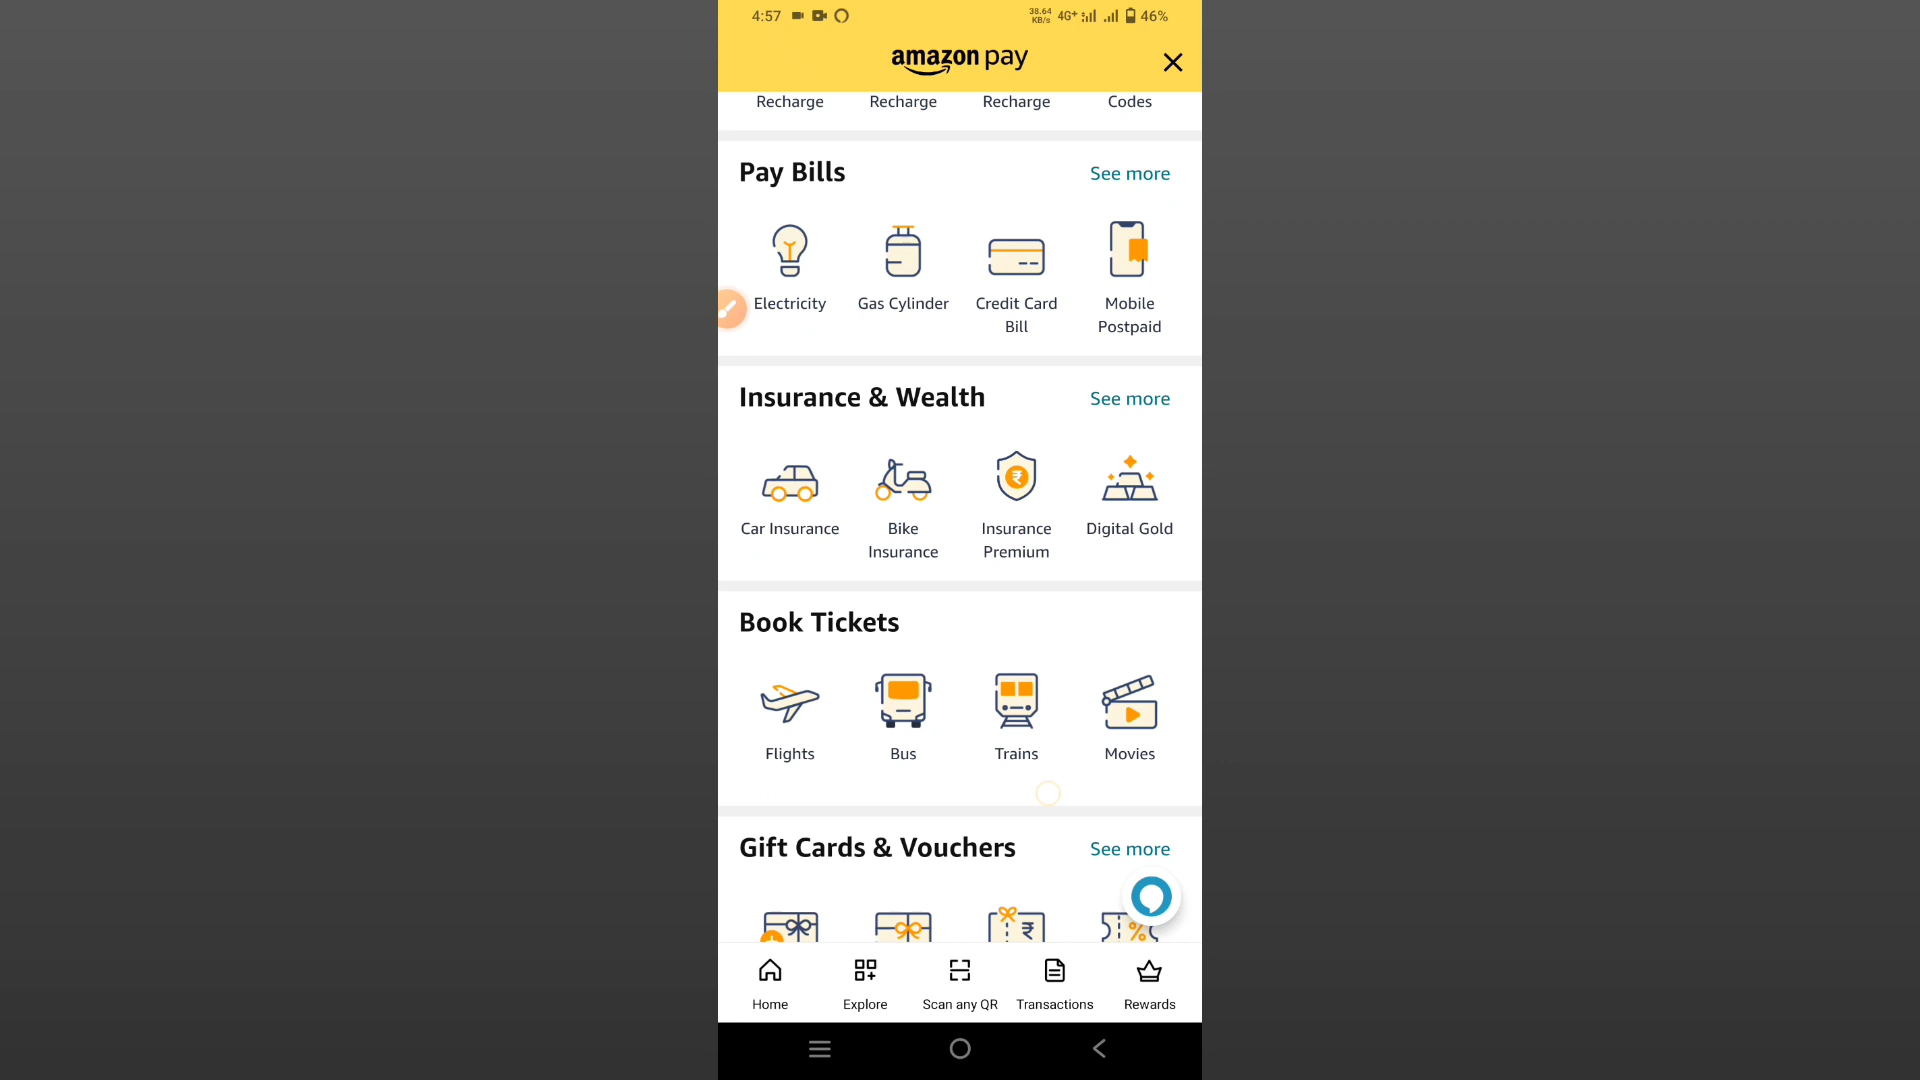 4:57 38.64 KB/s 4G+ 46%
amazon pay
Recharge Recharge Recharge Codes
Pay Bills See more
Electricity Gas Cylinder Credit Card Bill Mobile Postpaid
Insurance & Wealth See more
Car Insurance Bike Insurance Insurance Premium Digital Gold
Book Tickets
Flights Bus Trains Movies
Gift Cards & Vouchers See more
Home Explore Scan any QR Transactions Rewards